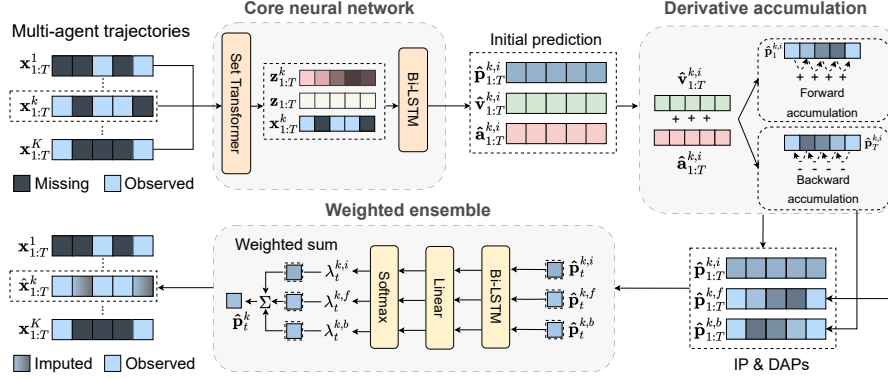 Core neural network
Derivative accumulation
Multi-agent trajectories
Initial prediction
x^1_{1:T}
x^k_{1:T}
x^K_{1:T}
Missing
Observed
Set Transformer
z^k_{1:T}
z_{1:T}
x^k_{1:T}
Bi-LSTM
p̂^{k,i}_{1:T}
v̂^{k,i}_{1:T}
â^{k,i}_{1:T}
v̂^{k,i}_{1:T}
+ + +
â^{k,i}_{1:T}
p̂^{k,i}_1
+ + + +
Forward
accumulation
p̂^{k,i}_T
- - - -
Backward
accumulation
Weighted ensemble
x^1_{1:T}
x̂^k_{1:T}
x^K_{1:T}
Imputed
Observed
Weighted sum
Σ
p̂^k_t
λ^{k,i}_t
λ^{k,f}_t
λ^{k,b}_t
Softmax
Linear
Bi-LSTM
p̂^{k,i}_t
p̂^{k,f}_t
p̂^{k,b}_t
p̂^{k,i}_{1:T}
p̂^{k,f}_{1:T}
p̂^{k,b}_{1:T}
IP & DAPs